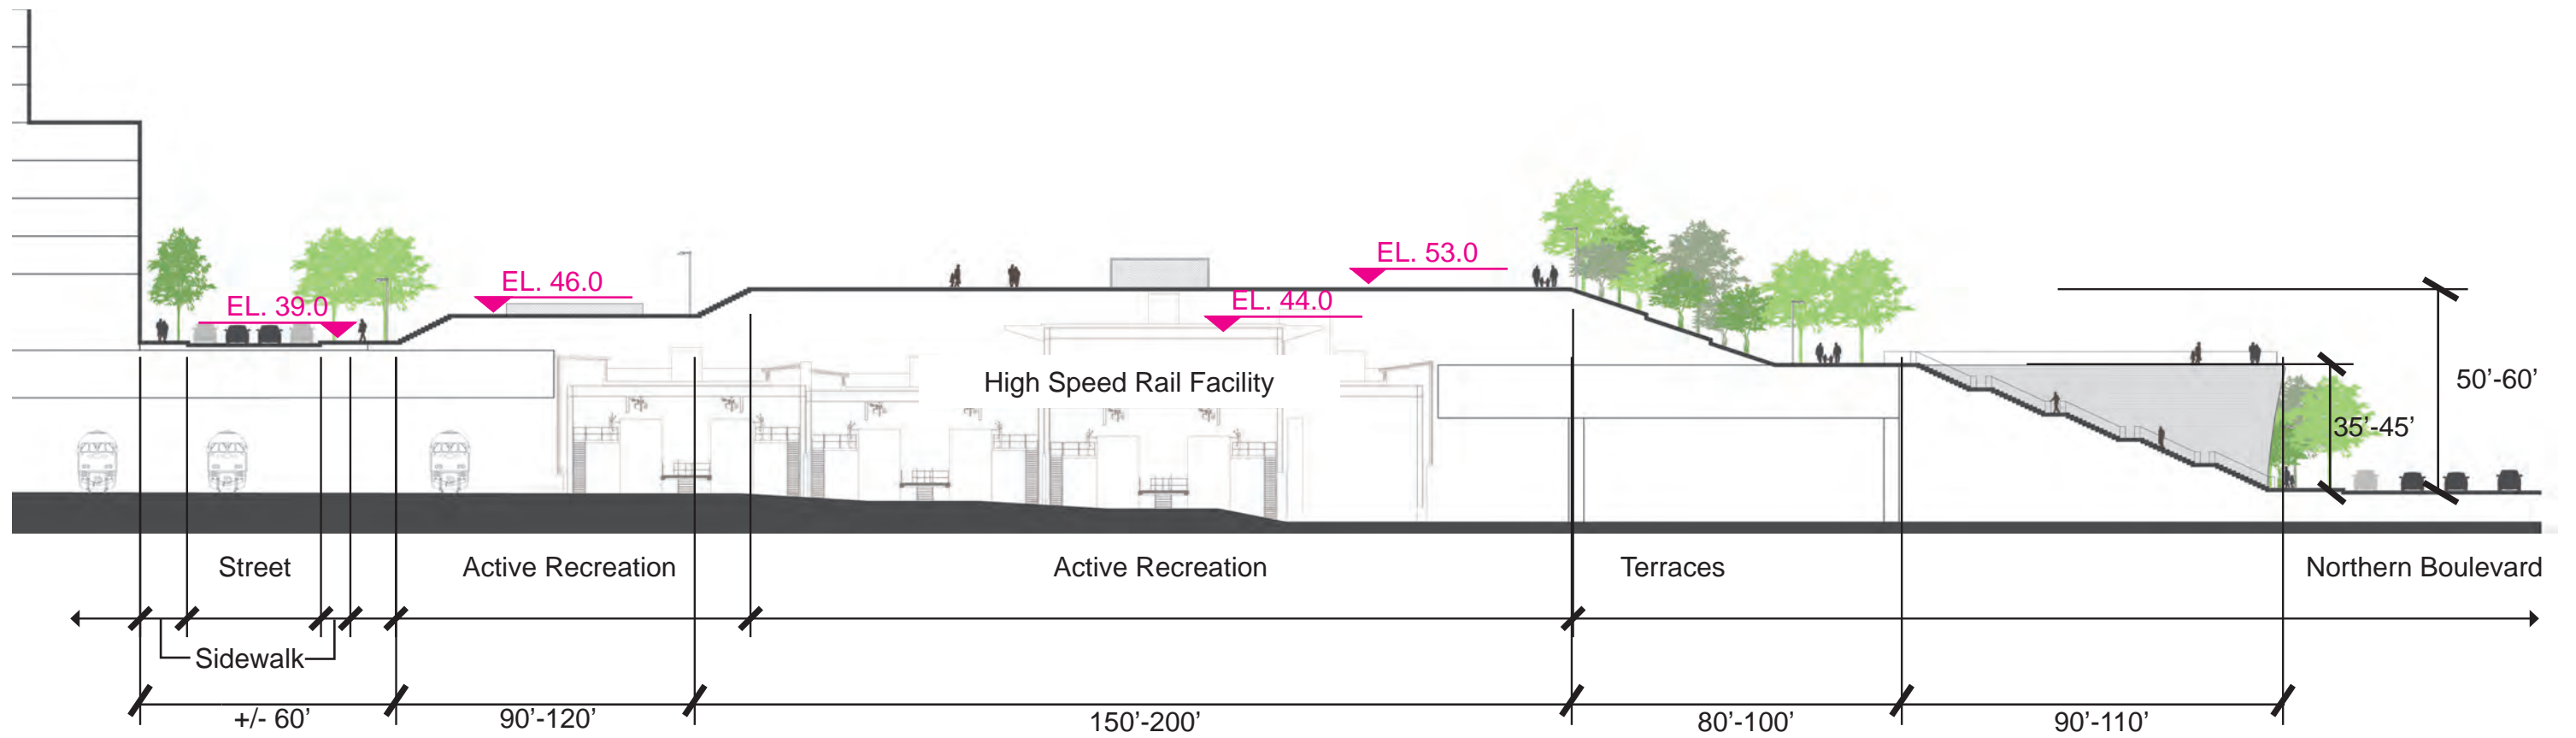 EL. 53.0
EL. 46.0
EL. 39.0
EL. 44.0
High Speed Rail Facility
50’-60’
35’-45’
Street
Active Recreation
Active Recreation
Terraces
Northern Boulevard
Sidewalk
+/- 60’
90’-120’
150’-200’
80’-100’
90’-110’